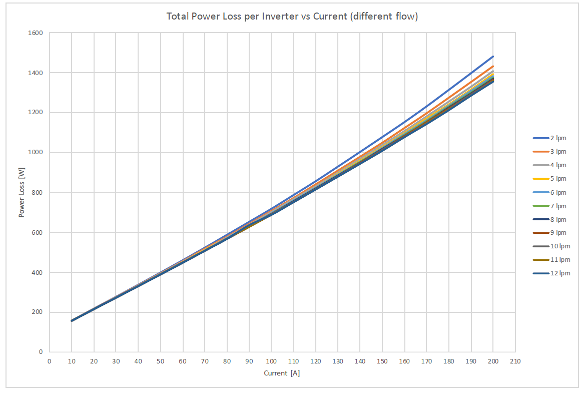 Total Power Loss per Inverter vs Current (different flow)
1600
1400
1200
1000
800
600
400
200
0
Power Loss [W]
0 10 20 30 40 50 60 70 80 90 100 110 120 130 140 150 160 170 180 190 200 210
Current [A]
2 lpm
3 lpm
4 lpm
5 lpm
6 lpm
7 lpm
8 lpm
9 lpm
10 lpm
11 lpm
12 lpm